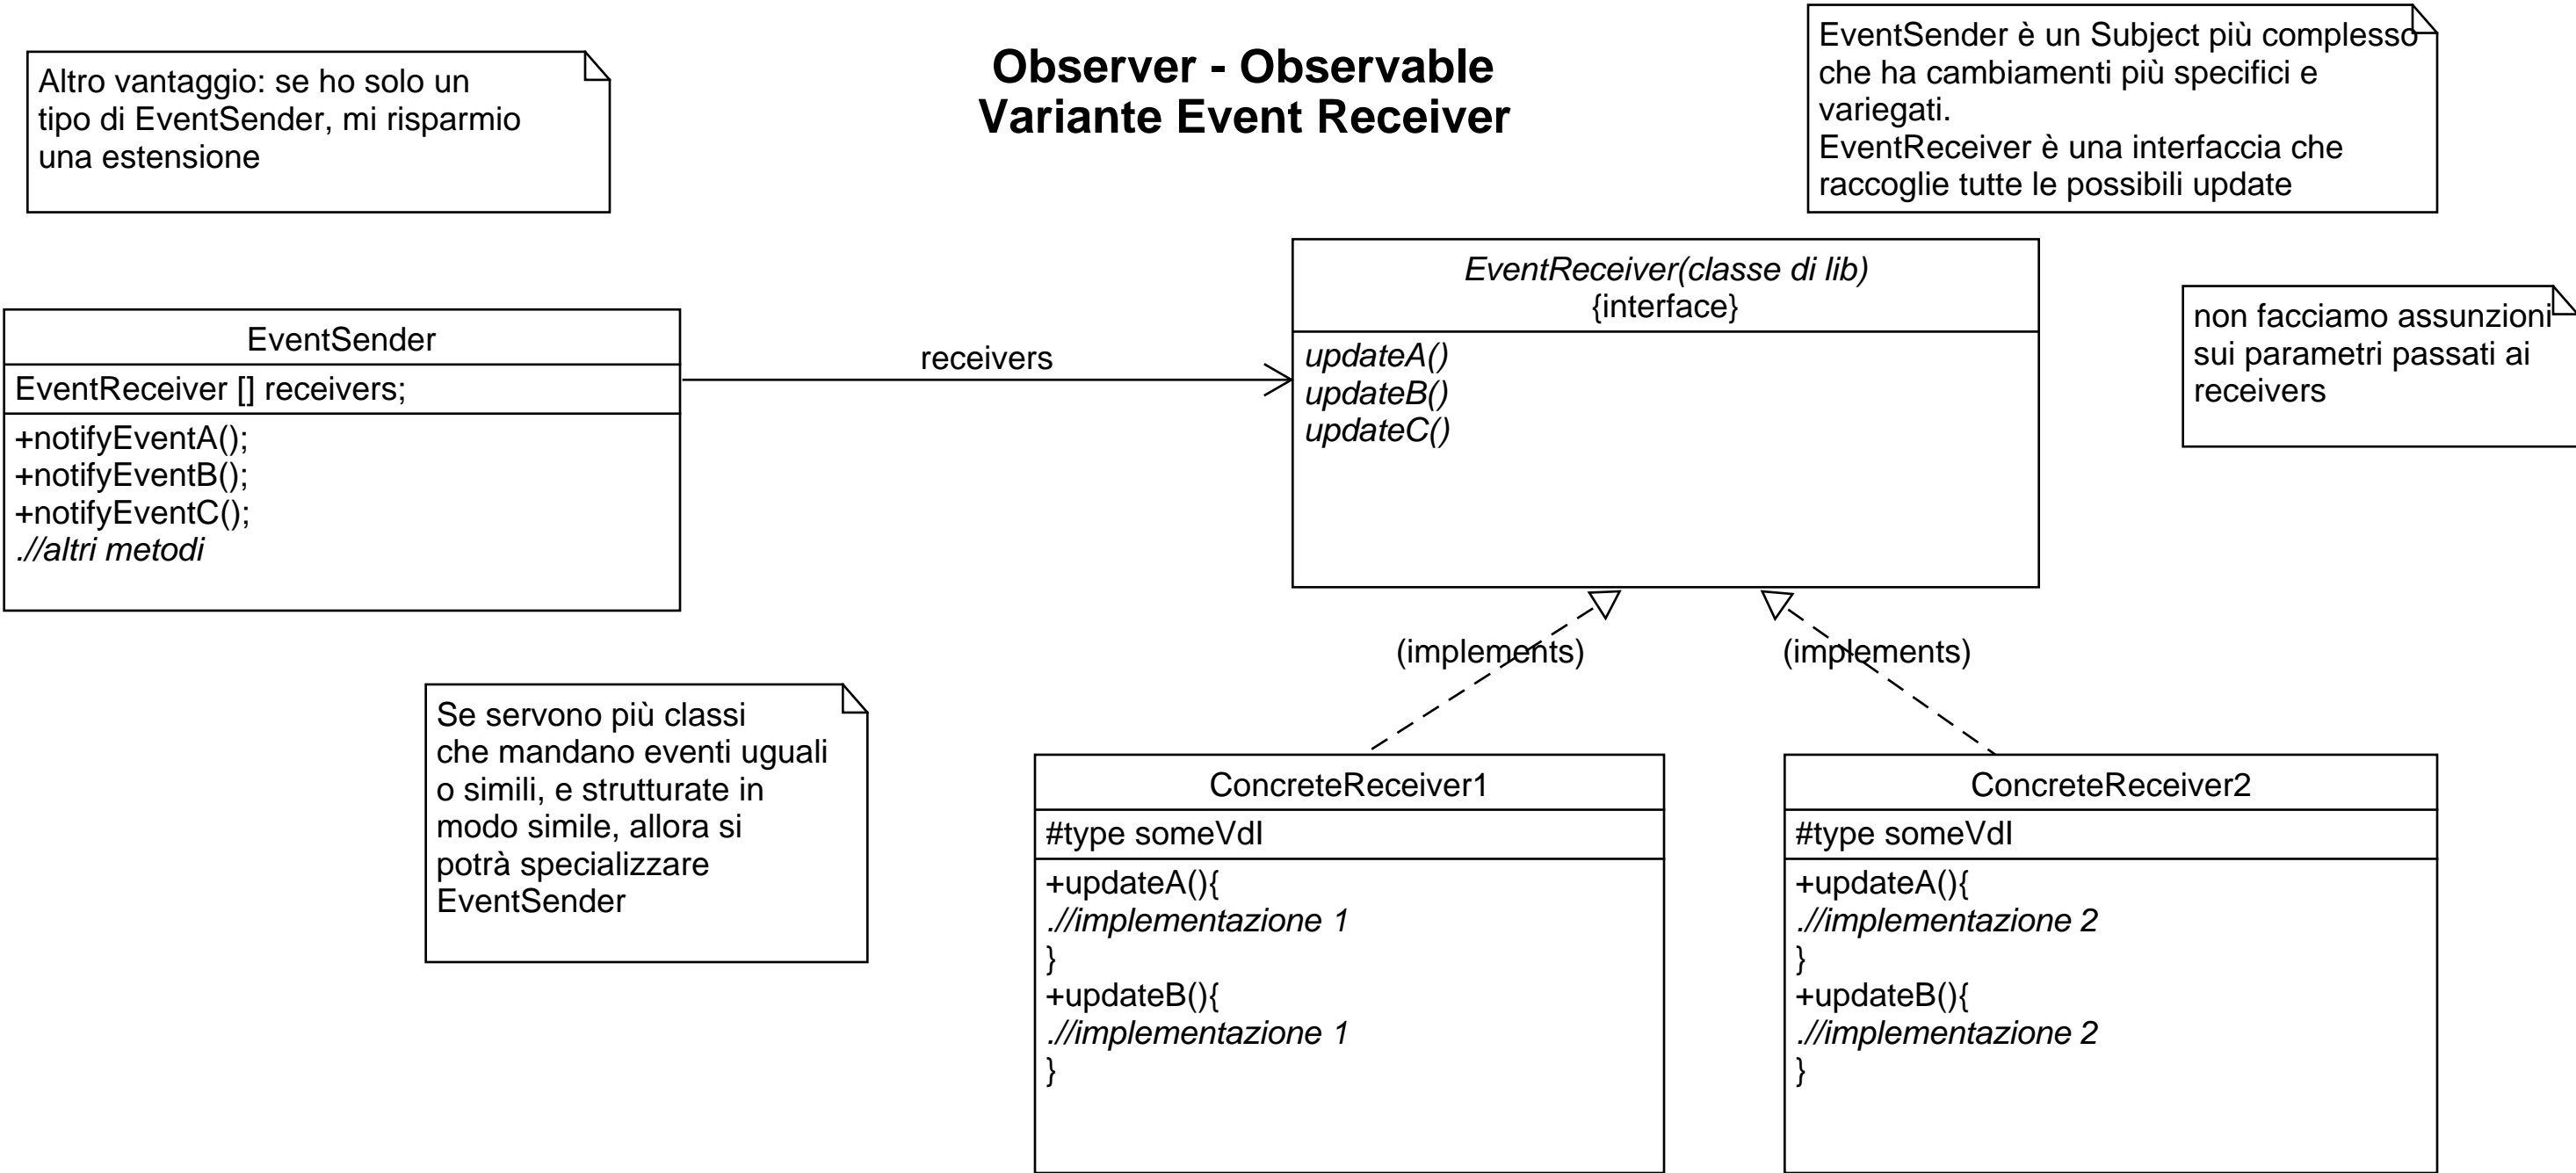 Observer - Observable
Variante Event Receiver
Altro vantaggio: se ho solo un
tipo di EventSender, mi risparmio
una estensione
EventSender è un Subject più complesso
che ha cambiamenti più specifici e
variegati.
EventReceiver è una interfaccia che
raccoglie tutte le possibili update
EventSender
EventReceiver [] receivers;
+notifyEventA();
+notifyEventB();
+notifyEventC();
.//altri metodi
receivers
EventReceiver(classe di lib)
{interface}
updateA()
updateB()
updateC()
non facciamo assunzioni
sui parametri passati ai
receivers
(implements)
(implements)
Se servono più classi
che mandano eventi uguali
o simili, e strutturate in
modo simile, allora si
potrà specializzare
EventSender
ConcreteReceiver1
#type someVdI
+updateA(){
.//implementazione 1
}
+updateB(){
.//implementazione 1
}
ConcreteReceiver2
#type someVdI
+updateA(){
.//implementazione 2
}
+updateB(){
.//implementazione 2
}